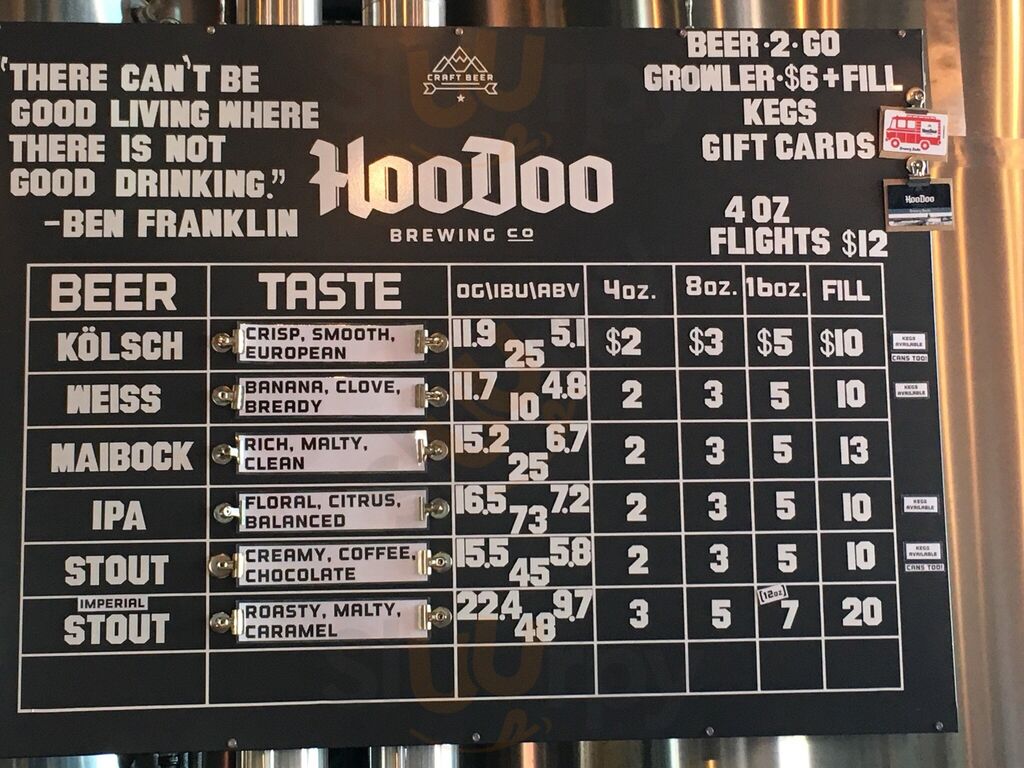 "THERE CAN'T BE
GOOD LIVING WHERE
THERE IS NOT
GOOD DRINKING."
-BEN FRANKLIN
CRAFT BEER
HooDoo
BREWING CO
BEER·2·GO
GROWLER·$6+FILL
KEGS
GIFT CARDS
4 OZ
FLIGHTS $12
HooDoo
BEER TASTE OG\IBU\ABV 4oz. 8oz. 16oz. FILL
KÖLSCH CRISP, SMOOTH, EUROPEAN 11.9 25 5.1 $2 $3 $5 $10 KEGS AVAILABLE CANS TOO!
WEISS BANANA, CLOVE, BREADY 11.7 10 4.8 2 3 5 10 KEGS AVAILABLE
MAIBOCK RICH, MALTY, CLEAN 15.2 25 6.7 2 3 5 13
IPA FLORAL, CITRUS, BALANCED 16.5 73 7.2 2 3 5 10 KEGS AVAILABLE
STOUT CREAMY, COFFEE, CHOCOLATE 15.5 45 5.8 2 3 5 10 KEGS AVAILABLE CANS TOO!
IMPERIAL STOUT ROASTY, MALTY, CARAMEL 22.4 48 9.7 3 5 [12oz] 7 20